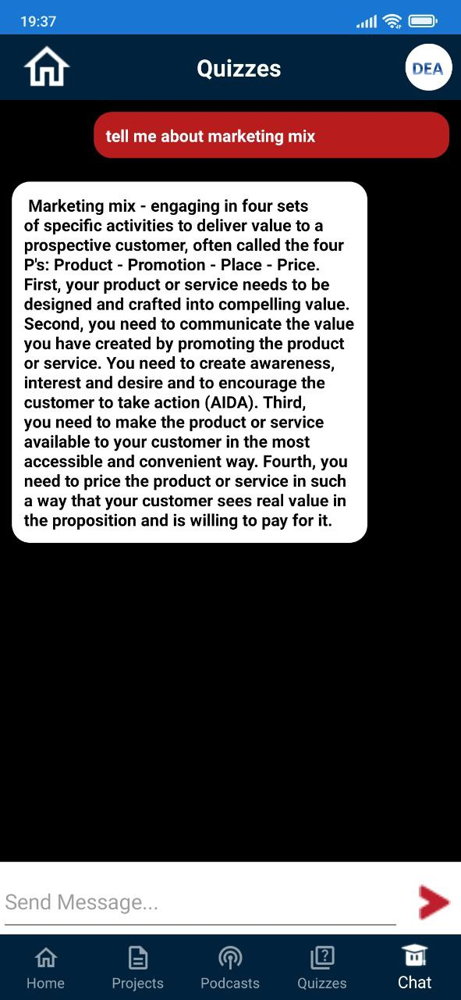 19:37
Quizzes
DEA
tell me about marketing mix
Marketing mix - engaging in four sets
of specific activities to deliver value to a
prospective customer, often called the four
P's: Product - Promotion - Place - Price.
First, your product or service needs to be
designed and crafted into compelling value.
Second, you need to communicate the value
you have created by promoting the product
or service. You need to create awareness,
interest and desire and to encourage the
customer to take action (AIDA). Third,
you need to make the product or service
available to your customer in the most
accessible and convenient way. Fourth, you
need to price the product or service in such
a way that your customer sees real value in
the proposition and is willing to pay for it.
Send Message...
Home Projects Podcasts Quizzes Chat